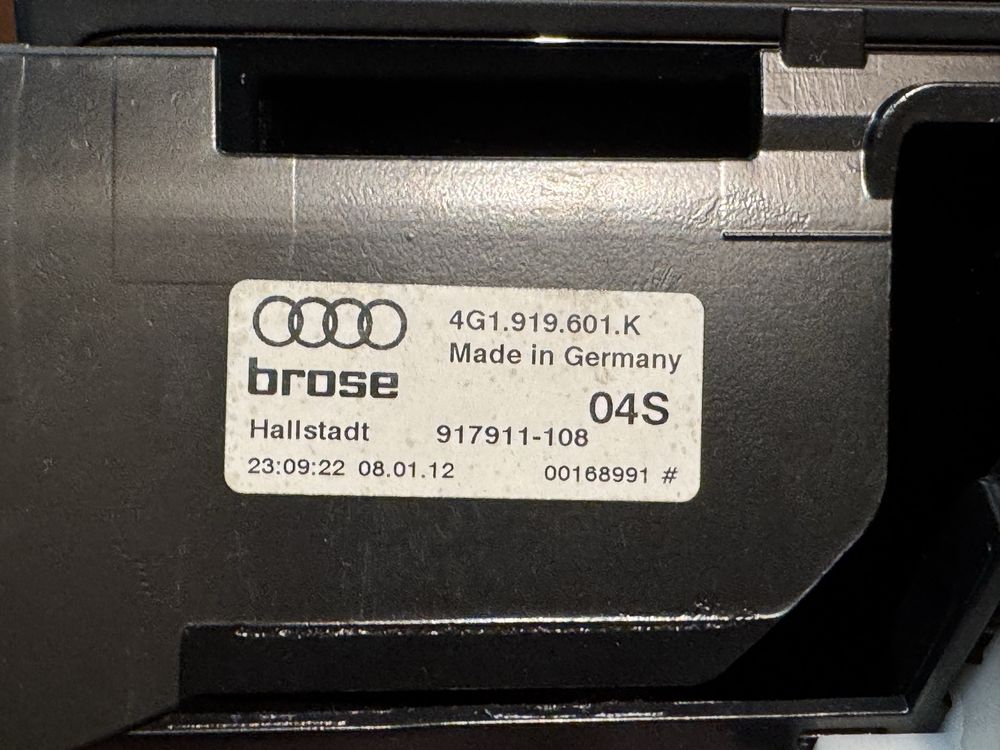 4G1.919.601.K
Made in Germany
brose
04S
Hallstadt 917911-108
23:09:22 08.01.12 00168991 #